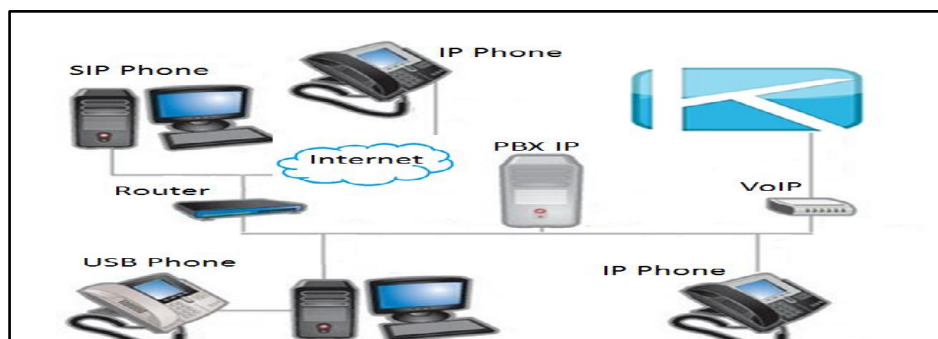 IP Phone
SIP Phone
Internet
PBX IP
Router
VoIP
USB Phone
IP Phone